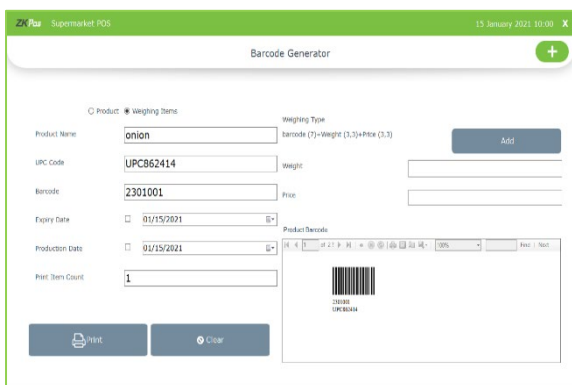 ZKPos Supermarket POS 15 January 2021 10:00 X
Barcode Generator
+
Product Weighing Items
Product Name onion
UPC Code UPC862414
Barcode 2301001
Expiry Date 01/15/2021
Production Date 01/15/2021
Print Item Count 1
Print Clear
Weighing Type
barcode (7)+Weight (3,3)+Price (3,3)
Add
Weight
Price
Product Barcode
1 of 2 ? 100% Find | Next
2301001
UPC862414